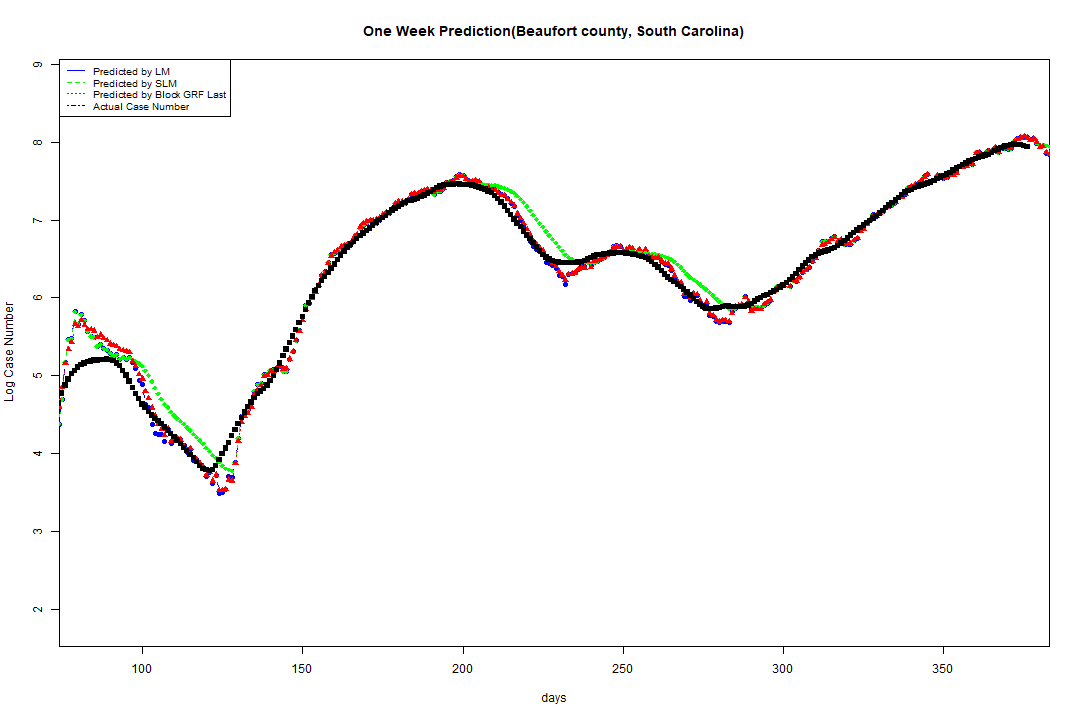 One Week Prediction(Beaufort county, South Carolina)
Predicted by LM
Predicted by SLM
Predicted by Block GRF Last
Actual Case Number
9
8
7
6
5
4
3
2
Log Case Number
100 150 200 250 300 350
days